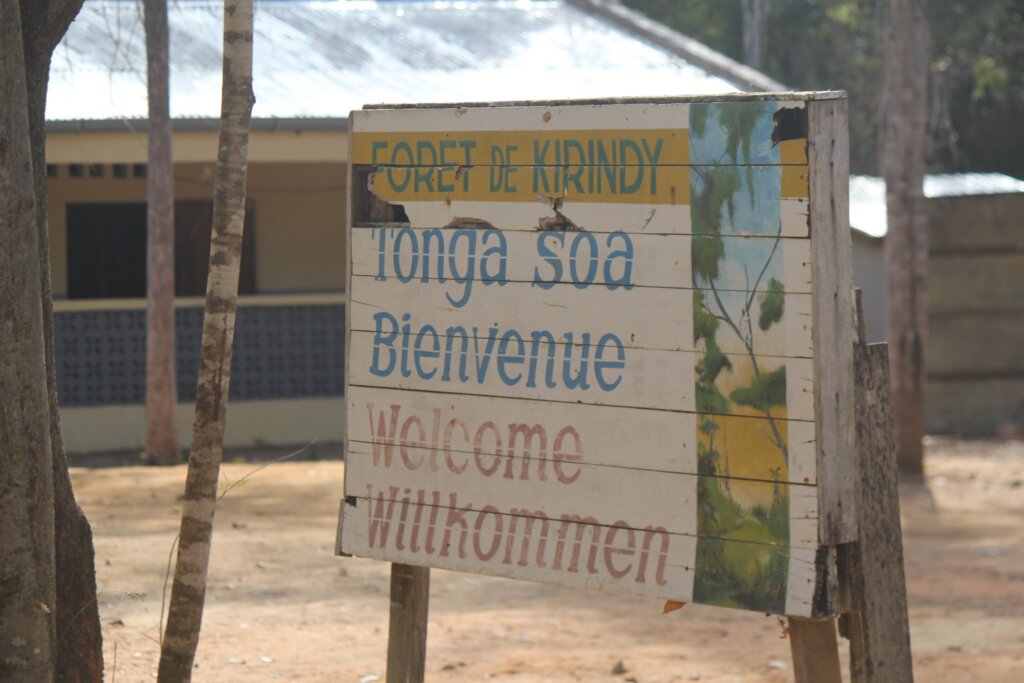 FORET DE KIRINDY
Tonga soa
Bienvenue
Welcome
Willkommen